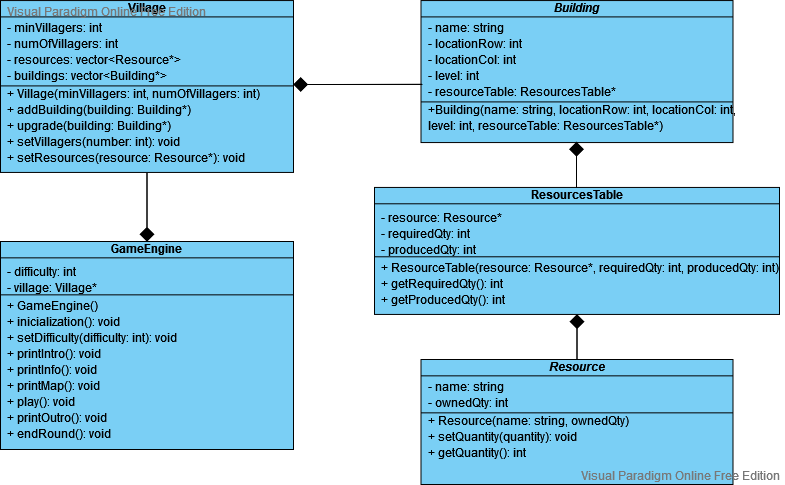 Visual Paradigm Online Free Edition
Village
- minVillagers: int
- numOfVillagers: int
- resources: vector<Resource*>
- buildings: vector<Building*>
+ Village(minVillagers: int, numOfVillagers: int)
+ addBuilding(building: Building*)
+ upgrade(building: Building*)
+ setVillagers(number: int): void
+ setResources(resource: Resource*): void
Building
- name: string
- locationRow: int
- locationCol: int
- level: int
- resourceTable: ResourcesTable*
+Building(name: string, locationRow: int, locationCol: int,
level: int, resourceTable: ResourcesTable*)
ResourcesTable
- resource: Resource*
- requiredQty: int
- producedQty: int
+ ResourceTable(resource: Resource*, requiredQty: int, producedQty: int)
+ getRequiredQty(): int
+ getProducedQty(): int
GameEngine
- difficulty: int
- village: Village*
+ GameEngine()
+ inicialization(): void
+ setDifficulty(difficulty: int): void
+ printIntro(): void
+ printInfo(): void
+ printMap(): void
+ play(): void
+ printOutro(): void
+ endRound(): void
Resource
- name: string
- ownedQty: int
+ Resource(name: string, ownedQty)
+ setQuantity(quantity): void
+ getQuantity(): int
Visual Paradigm Online Free Edition